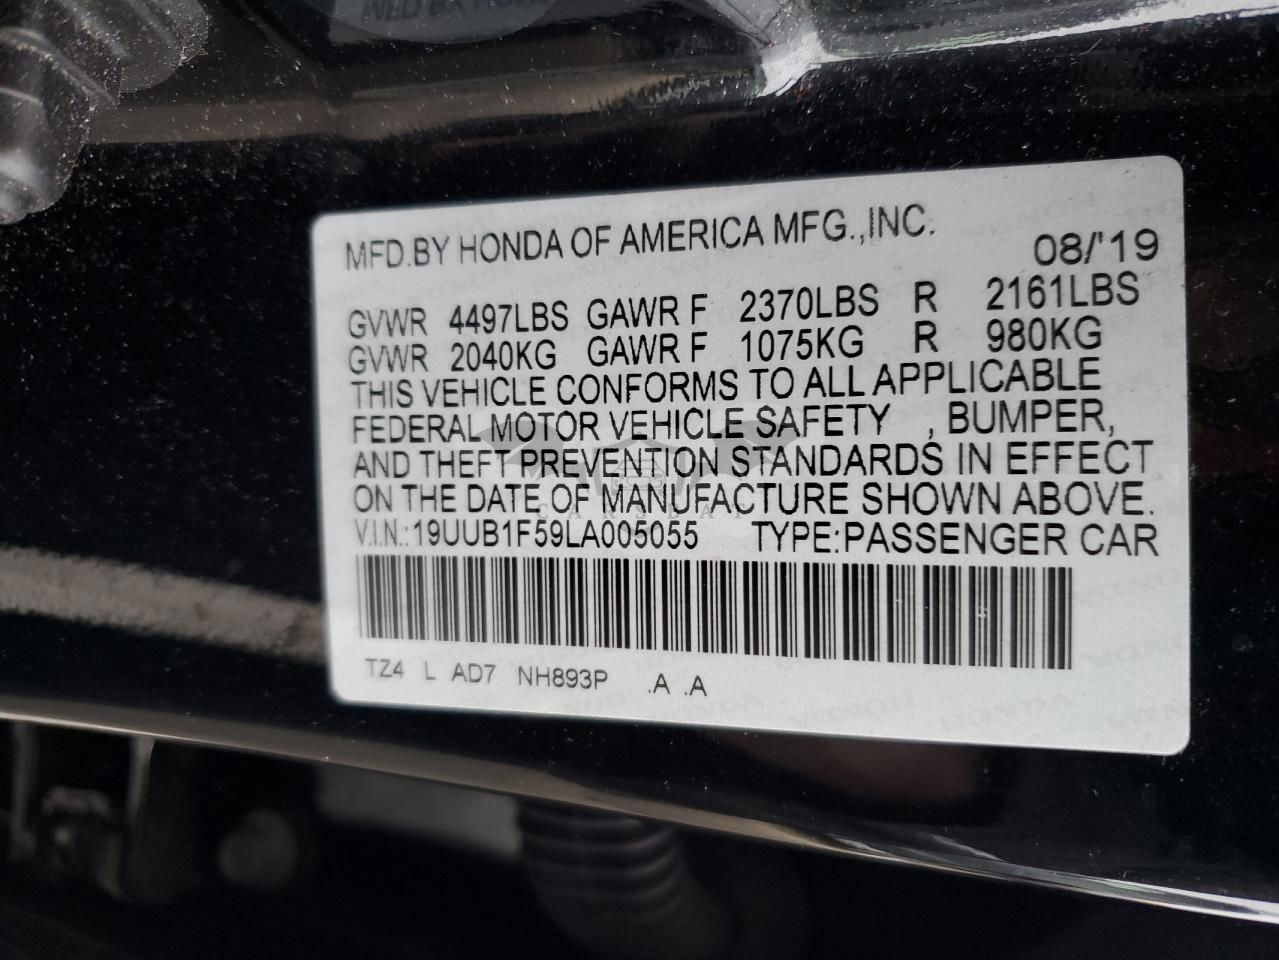 MFD.BY HONDA OF AMERICA MFG.,INC.
08/'19
GVWR 4497LBS GAWR F 2370LBS R 2161LBS
GVWR 2040KG GAWR F 1075KG R 980KG
THIS VEHICLE CONFORMS TO ALL APPLICABLE
FEDERAL MOTOR VEHICLE SAFETY , BUMPER,
AND THEFT PREVENTION STANDARDS IN EFFECT
ON THE DATE OF MANUFACTURE SHOWN ABOVE.
V.I.N.:19UUB1F59LA005055 TYPE:PASSENGER CAR
TZ4 L AD7 NH893P .A .A